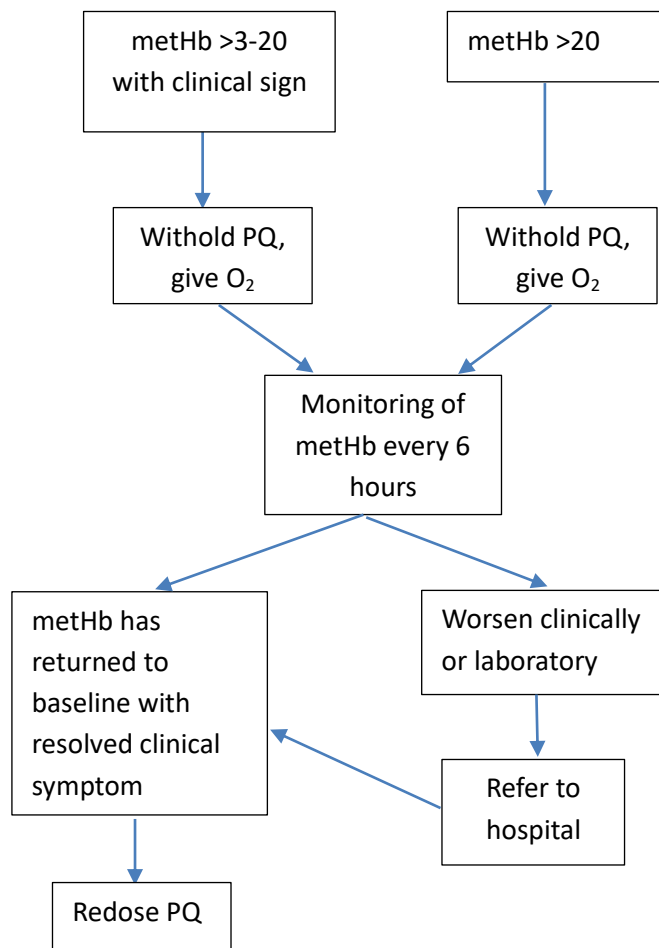 metHb >3-20
with clinical sign
metHb >20
Withold PQ,
give O₂
Withold PQ,
give O₂
Monitoring of
metHb every 6
hours
metHb has
returned to
baseline with
resolved clinical
symptom
Worsen clinically
or laboratory
Refer to
hospital
Redose PQ